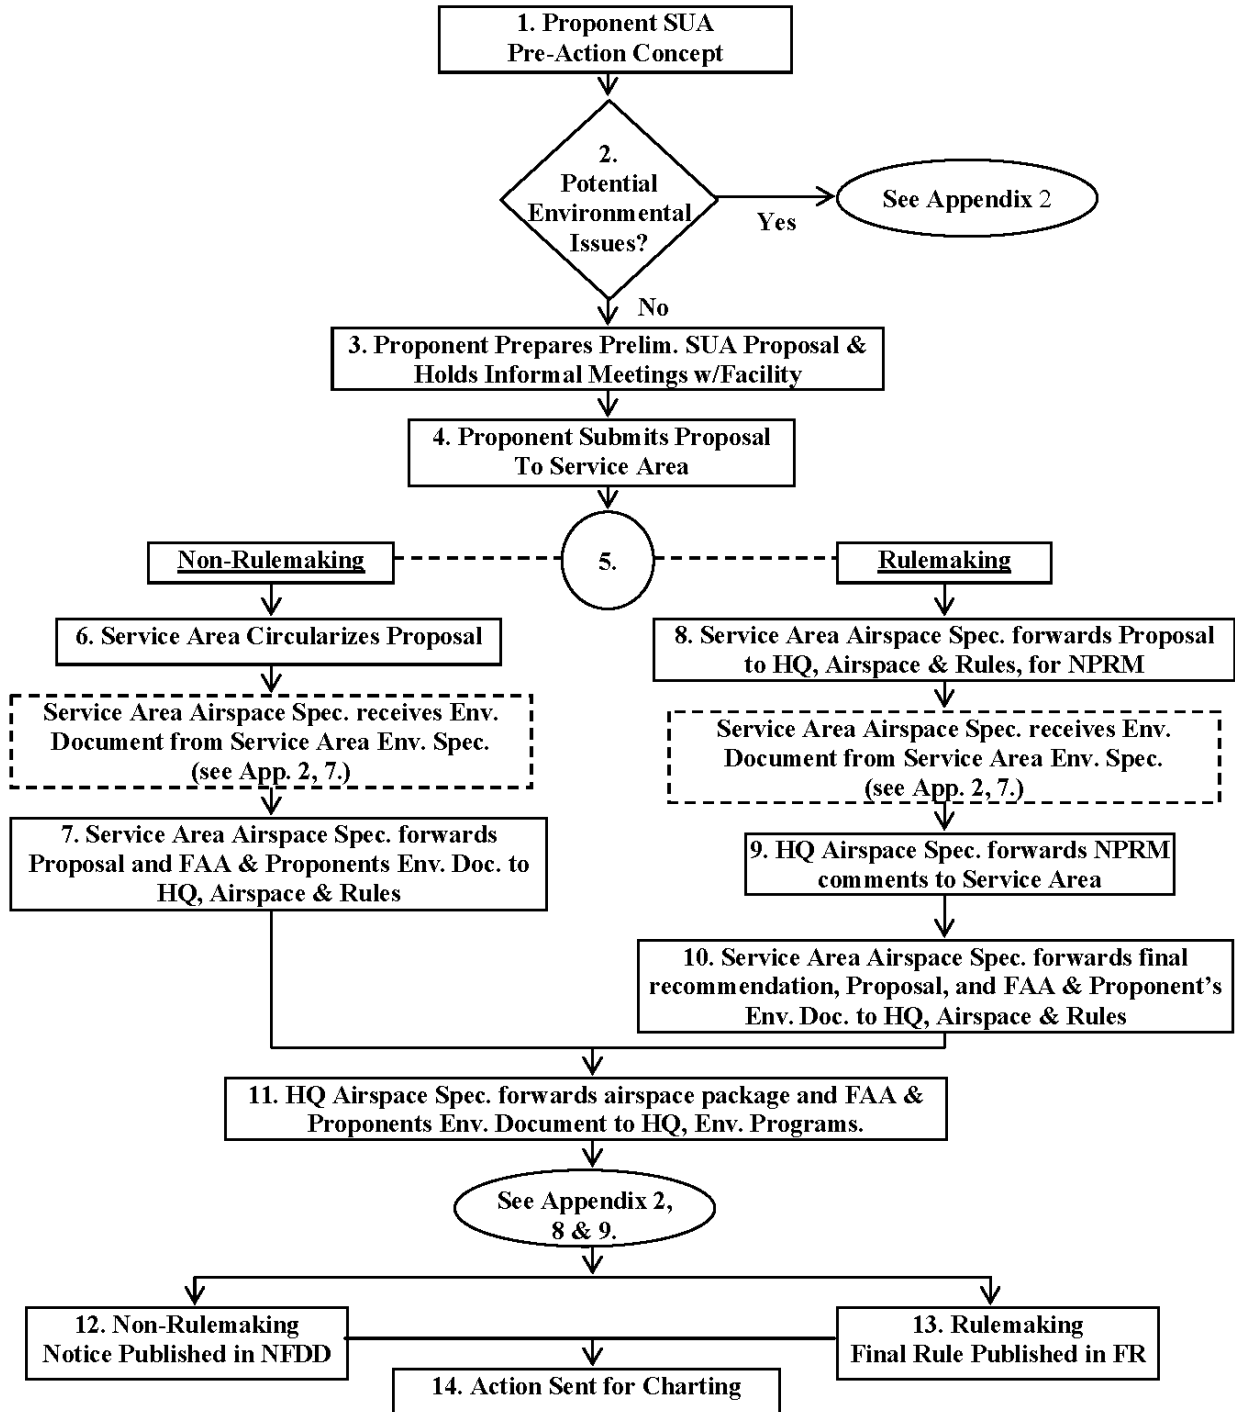 1. Proponent SUA
Pre-Action Concept
2.
Potential
Environmental
Issues?
Yes
See Appendix 2
No
3. Proponent Prepares Prelim. SUA Proposal &
Holds Informal Meetings w/Facility
4. Proponent Submits Proposal
To Service Area
5.
Non-Rulemaking
Rulemaking
6. Service Area Circularizes Proposal
Service Area Airspace Spec. receives Env.
Document from Service Area Env. Spec.
(see App. 2, 7.)
7. Service Area Airspace Spec. forwards
Proposal and FAA & Proponents Env. Doc. to
HQ, Airspace & Rules
8. Service Area Airspace Spec. forwards Proposal
to HQ, Airspace & Rules, for NPRM
Service Area Airspace Spec. receives Env.
Document from Service Area Env. Spec.
(see App. 2, 7.)
9. HQ Airspace Spec. forwards NPRM
comments to Service Area
10. Service Area Airspace Spec. forwards final
recommendation, Proposal, and FAA & Proponent’s
Env. Doc. to HQ, Airspace & Rules
11. HQ Airspace Spec. forwards airspace package and FAA &
Proponents Env. Document to HQ, Env. Programs.
See Appendix 2,
8 & 9.
12. Non-Rulemaking
Notice Published in NFDD
13. Rulemaking
Final Rule Published in FR
14. Action Sent for Charting